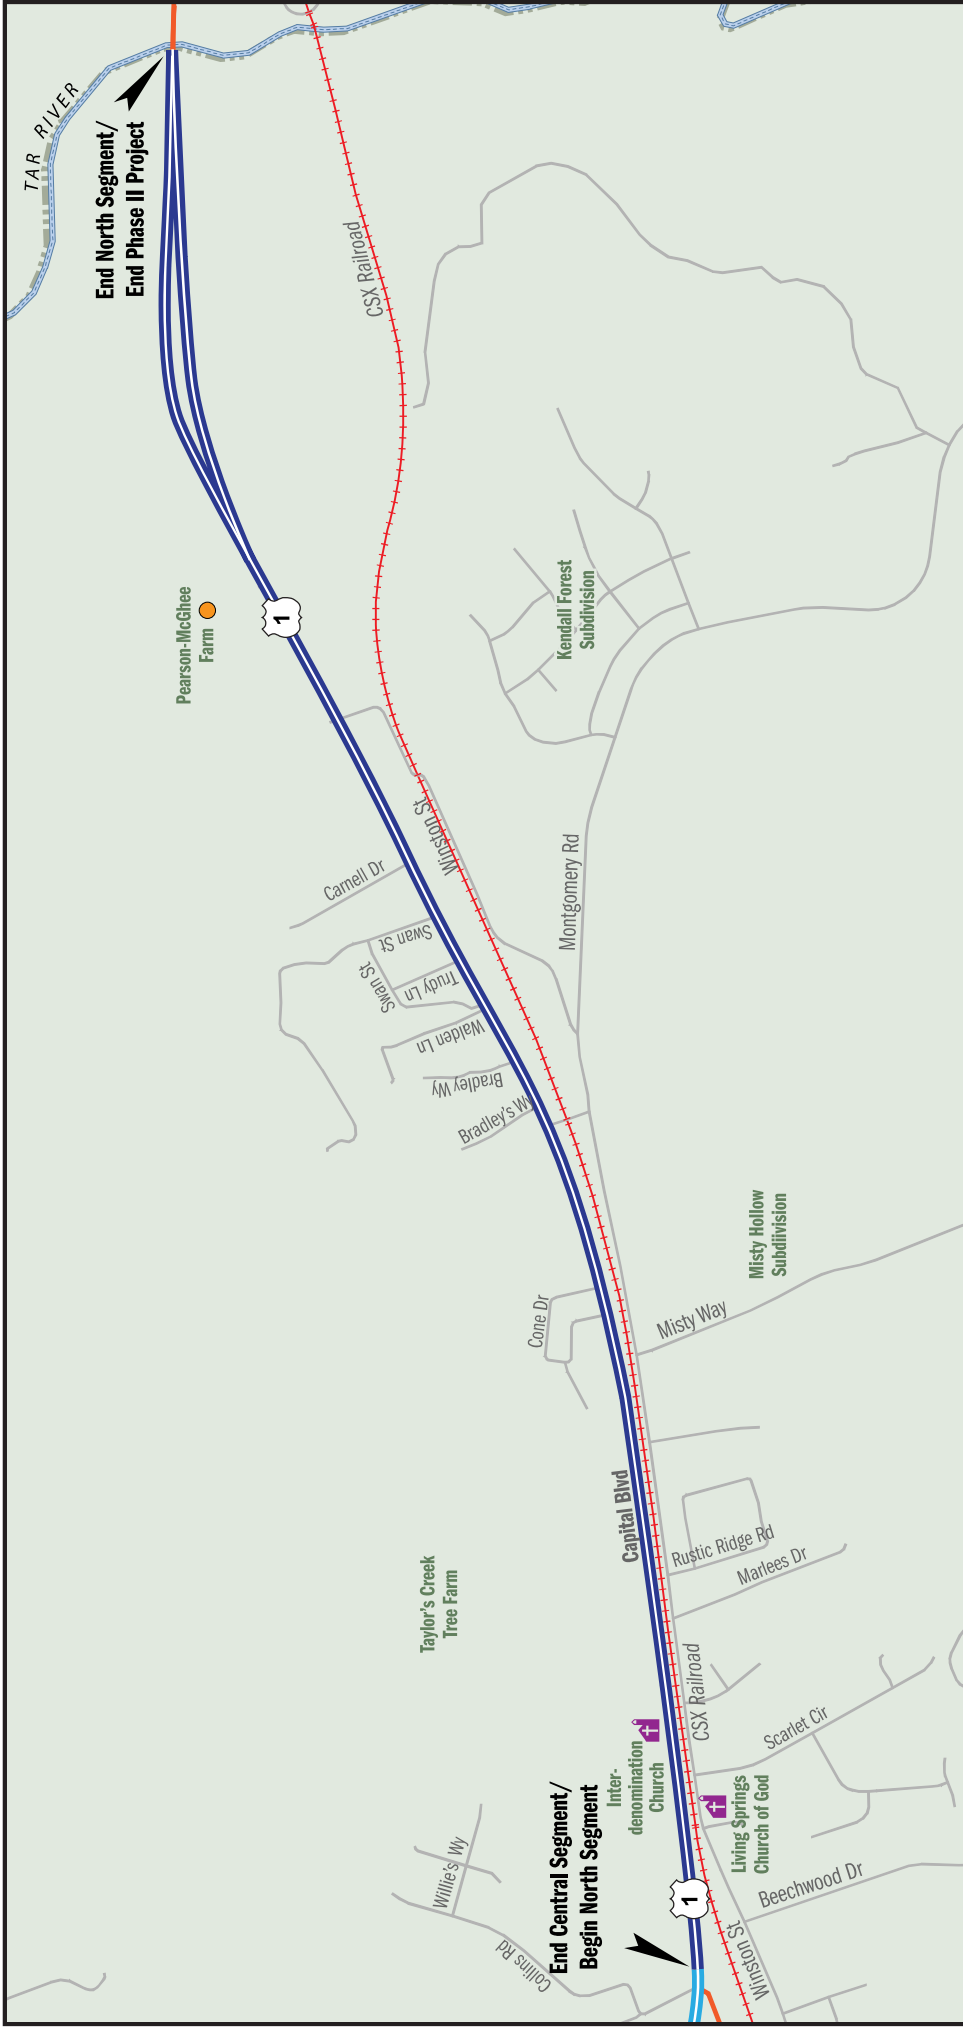 TAR RIVER
End North Segment/
End Phase II Project
CSX Railroad
Pearson-McGhee
Farm
1
Kendall Forest
Subdivision
Winston St
Montgomery Rd
Carnell Dr
Swan St
Swan St
Trudy Ln
Walden Ln
Bradley Wy
Bradley's Wy
Misty Hollow
Subdiivision
Cone Dr
Misty Way
Capital Blvd
Rustic Ridge Rd
Marlees Dr
Taylor's Creek
Tree Farm
CSX Railroad
Scarlet Cir
Inter-
denomination
Church
Living Springs
Church of God
Willie's Wy
Beechwood Dr
End Central Segment/
Begin North Segment
1
Collins Rd
Winston St